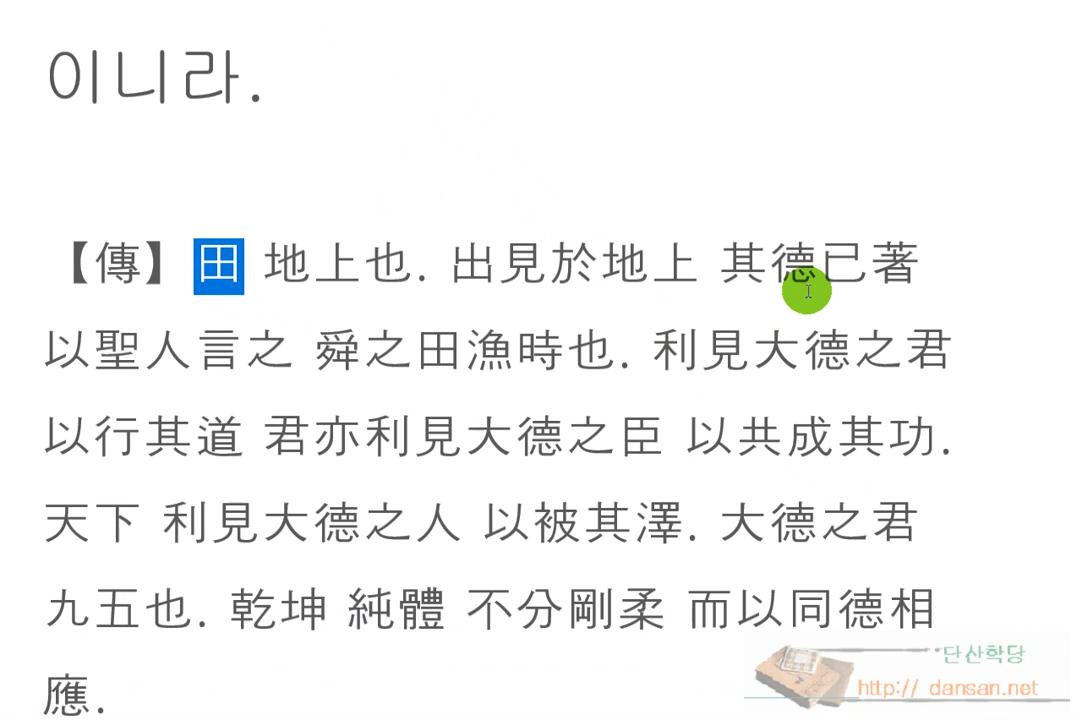 이니라.
【傳】田 地上也. 出見於地上 其德已著
以聖人言之 舜之田漁時也. 利見大德之君
以行其道 君亦利見大德之臣 以共成其功.
天下 利見大德之人 以被其澤. 大德之君
九五也. 乾坤 純體 不分剛柔 而以同德相
應.
단산학당
http:// dansan.net